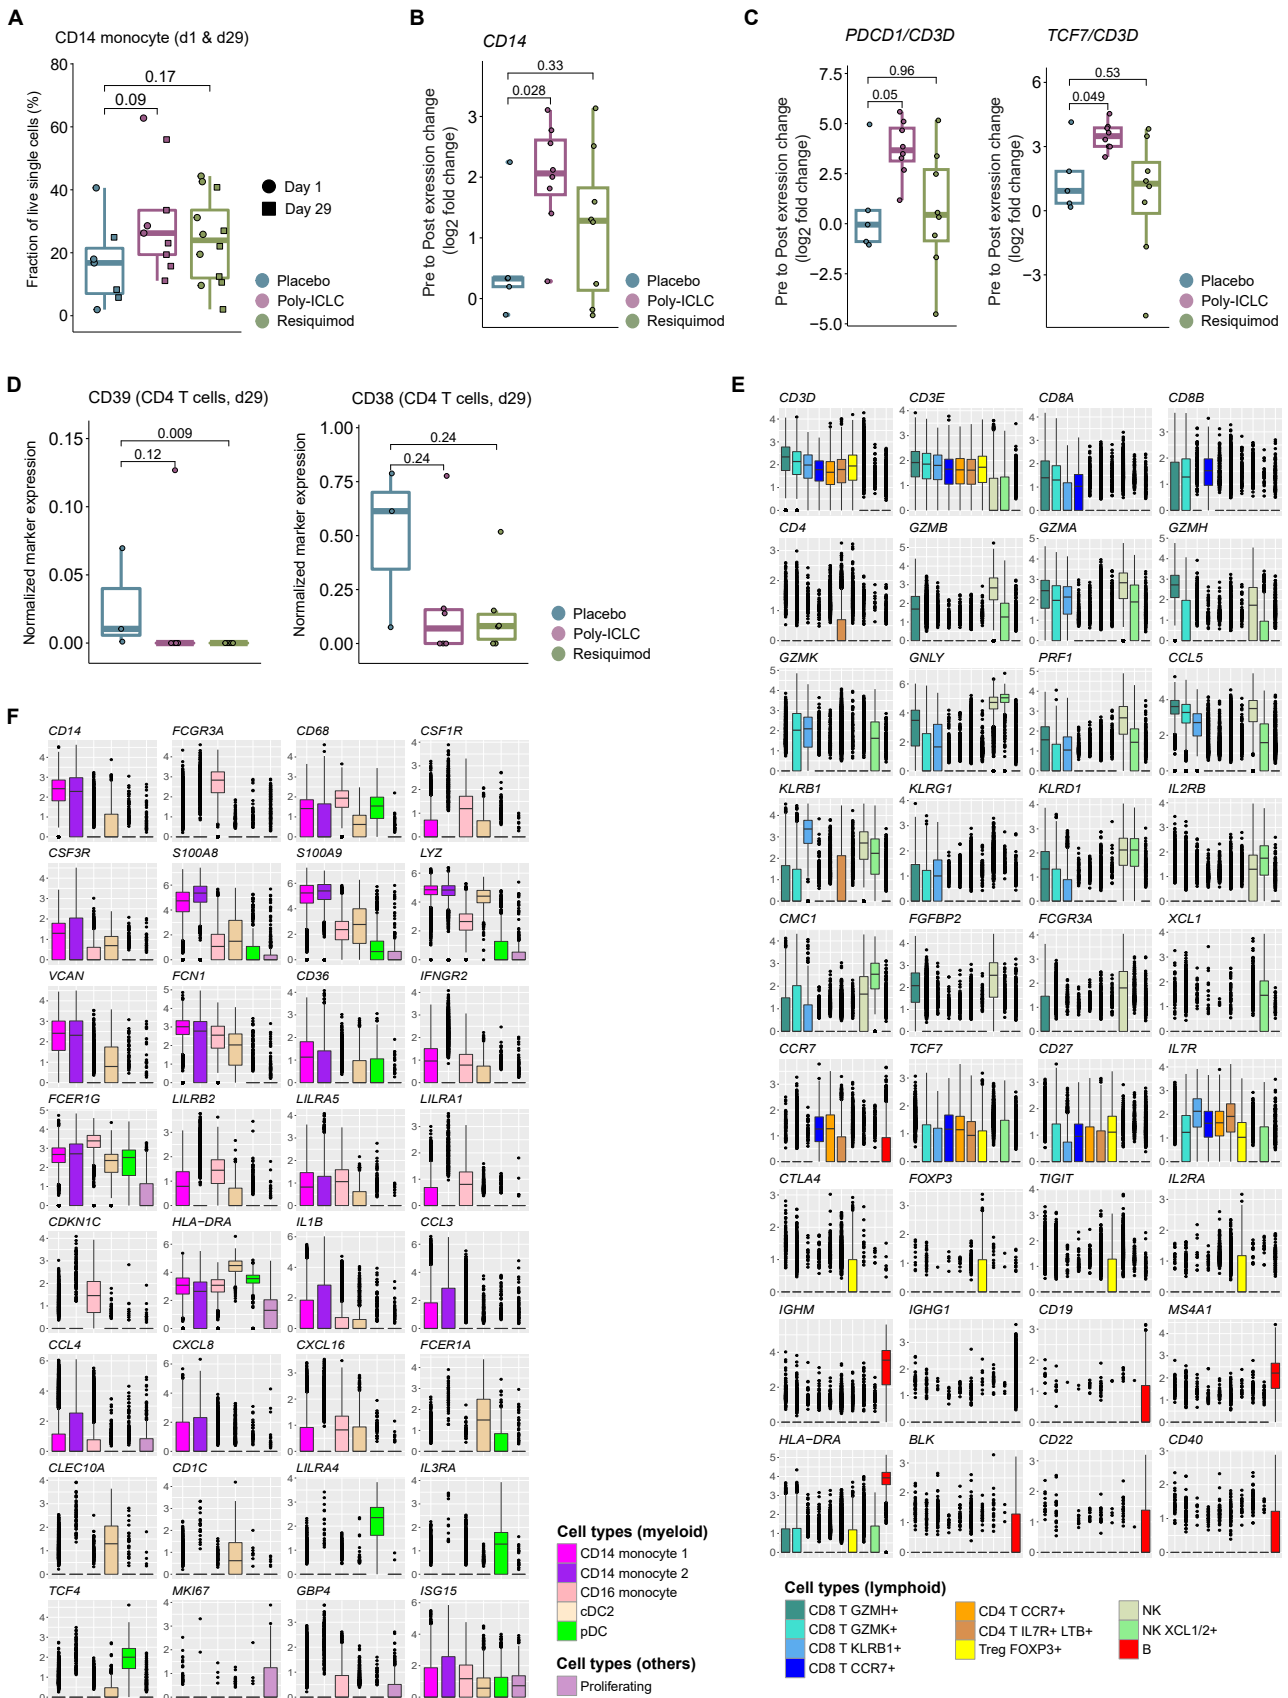 A
CD14 monocyte (d1 & d29)
Fraction of live single cells (%)
80
60
40
20
0
0.17
0.09
Day 1
Day 29
Placebo
Poly-ICLC
Resiquimod
B
CD14
Pre to Post exression change
(log2 fold change)
3
2
1
0
0.33
0.028
Placebo
Poly-ICLC
Resiquimod
C
PDCD1/CD3D
Pre to Post exression change
(log2 fold change)
7.5
5.0
2.5
0.0
−2.5
−5.0
0.96
0.05
TCF7/CD3D
Pre to Post exression change
(log2 fold change)
6
3
0
−3
0.53
0.049
Placebo
Poly-ICLC
Resiquimod
D
CD39 (CD4 T cells, d29)
Normalized marker expression
0.15
0.10
0.05
0.00
0.009
0.12
CD38 (CD4 T cells, d29)
Normalized marker expression
1.00
0.75
0.50
0.25
0.00
0.24
0.24
Placebo
Poly-ICLC
Resiquimod
E
CD3D CD3E CD8A CD8B
CD4 GZMB GZMA GZMH
GZMK GNLY PRF1 CCL5
KLRB1 KLRG1 KLRD1 IL2RB
CMC1 FGFBP2 FCGR3A XCL1
CCR7 TCF7 CD27 IL7R
CTLA4 FOXP3 TIGIT IL2RA
IGHM IGHG1 CD19 MS4A1
HLA−DRA BLK CD22 CD40
Cell types (lymphoid)
CD8 T GZMH+
CD8 T GZMK+
CD8 T KLRB1+
CD8 T CCR7+
CD4 T CCR7+
CD4 T IL7R+ LTB+
Treg FOXP3+
NK
NK XCL1/2+
B
F
CD14 FCGR3A CD68 CSF1R
CSF3R S100A8 S100A9 LYZ
VCAN FCN1 CD36 IFNGR2
FCER1G LILRB2 LILRA5 LILRA1
CDKN1C HLA−DRA IL1B CCL3
CCL4 CXCL8 CXCL16 FCER1A
CLEC10A CD1C LILRA4 IL3RA
TCF4 MKI67 GBP4 ISG15
Cell types (myeloid)
CD14 monocyte 1
CD14 monocyte 2
CD16 monocyte
cDC2
pDC
Cell types (others)
Proliferating